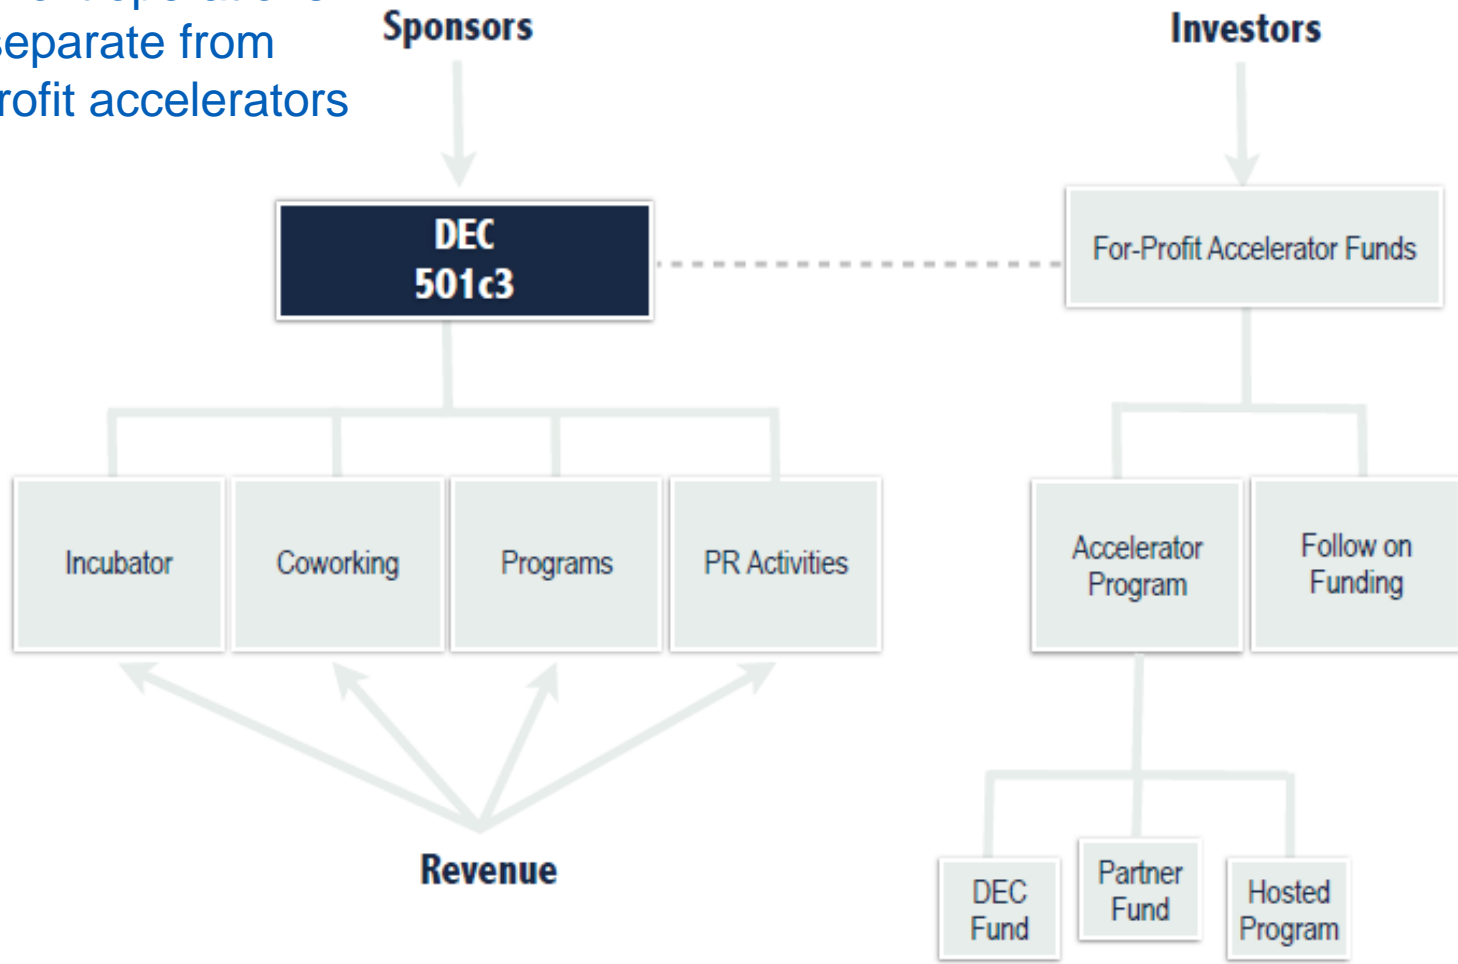 separate from
accelerators
Sponsors
Investors
DEC
501c3
For-Profit Accelerator Funds
Incubator
Coworking
Programs
PR Activities
Accelerator
Program
Follow on
Funding
Revenue
DEC
Fund
Partner
Fund
Hosted
Program